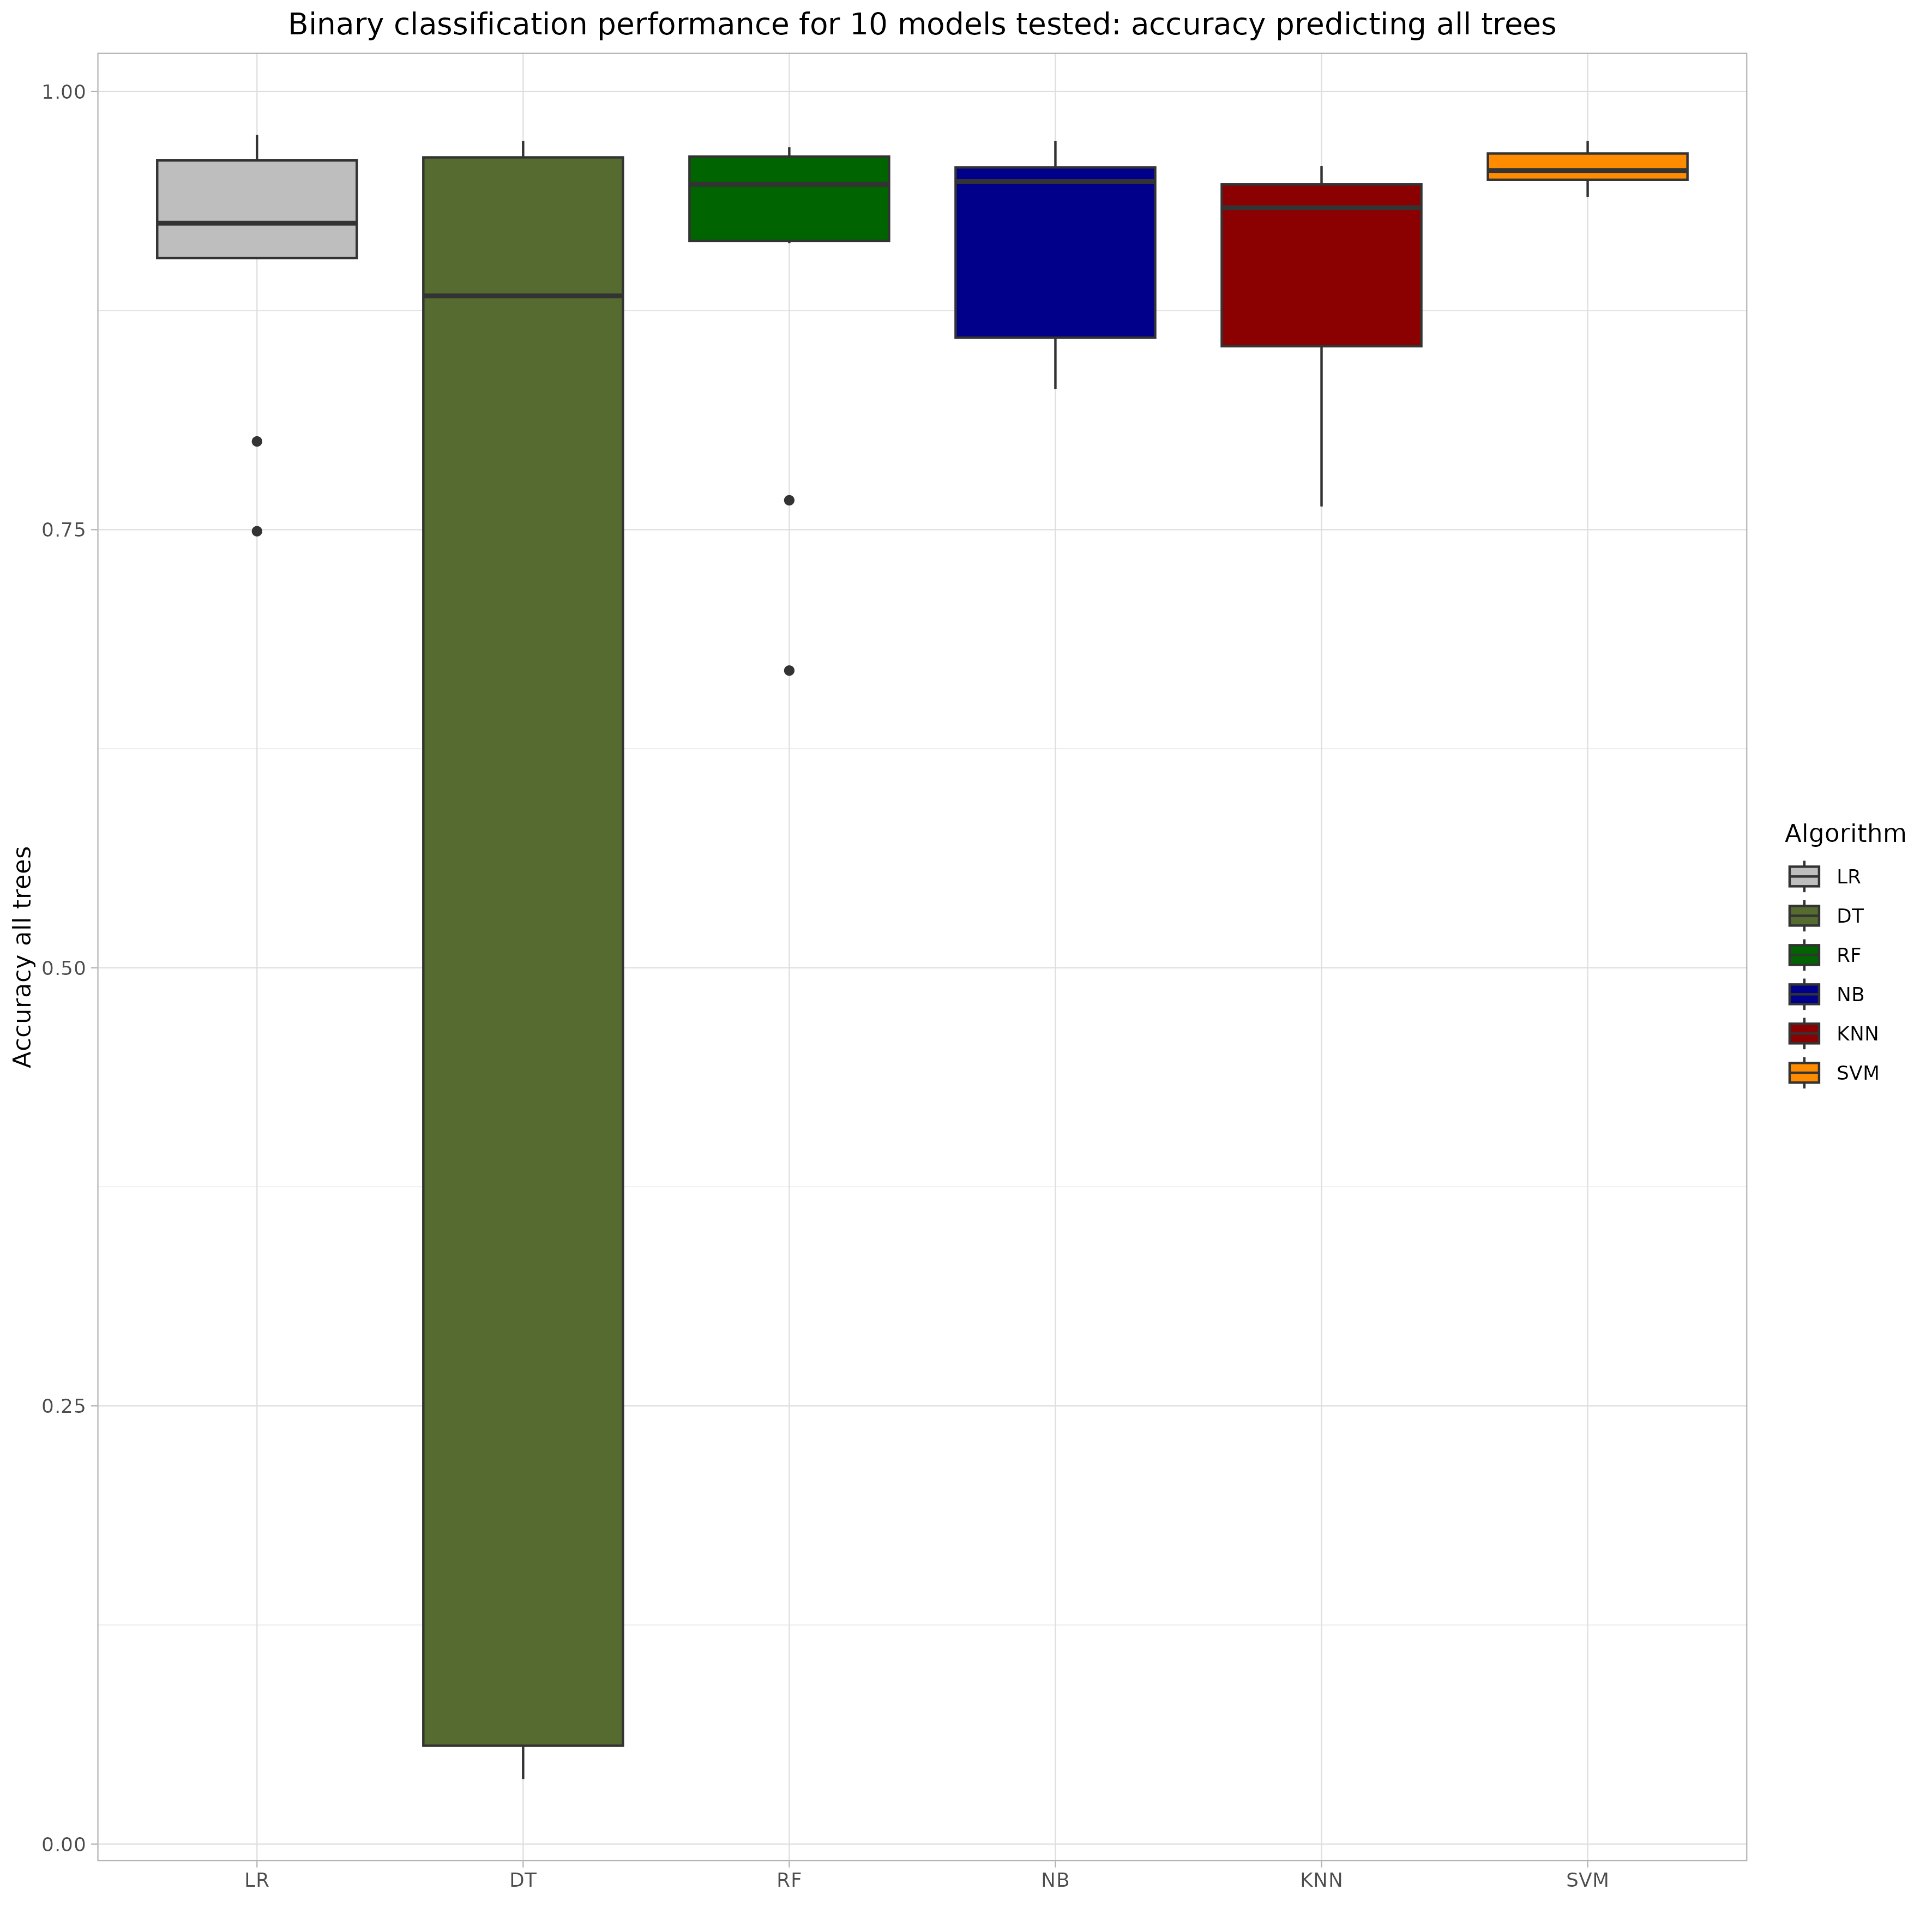 Binary classification performance for 10 models tested: accuracy predicting all trees
Accuracy all trees
1.00
0.75
0.50
0.25
0.00
LR
DT
RF
NB
KNN
SVM
Algorithm
LR
DT
RF
NB
KNN
SVM